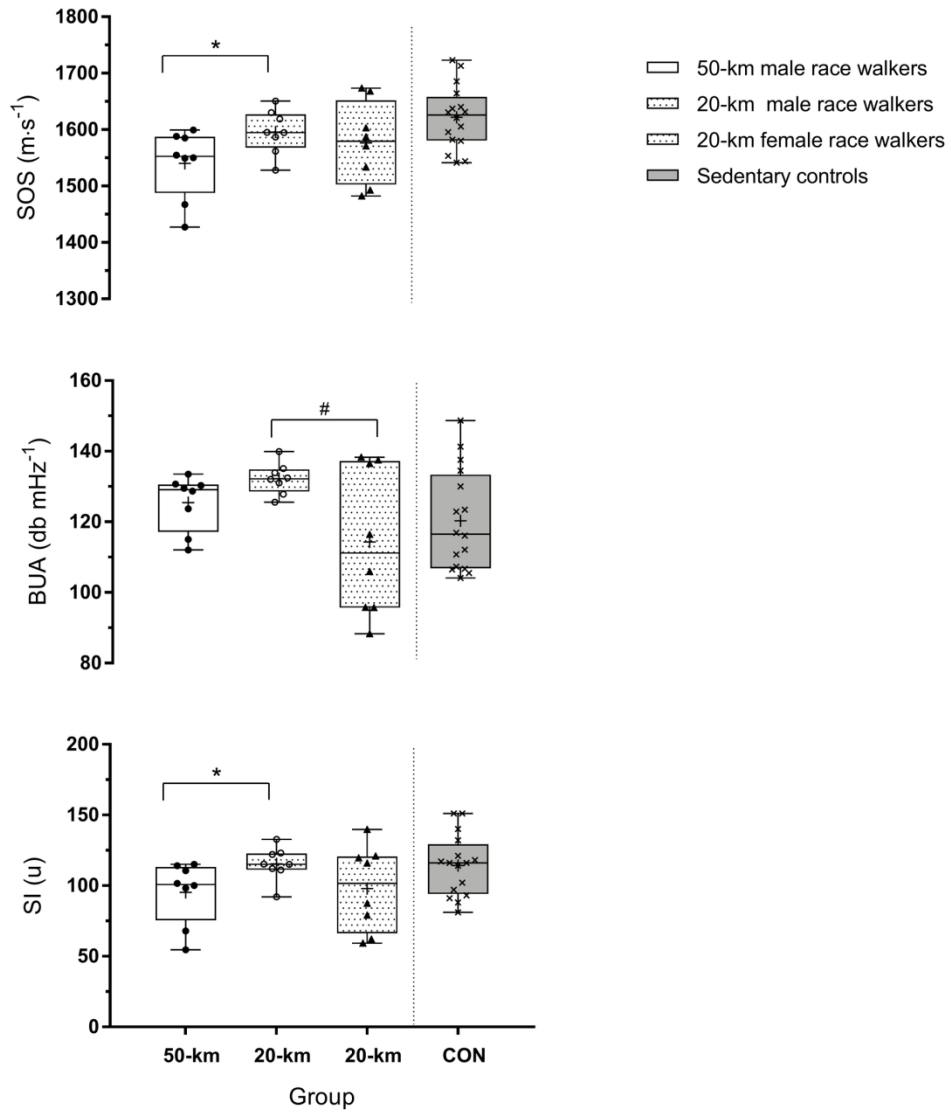 1800
1700
1600
1500
1400
1300
SOS (m·s⁻¹)
*
50-km male race walkers
20-km male race walkers
20-km female race walkers
Sedentary controls
160
140
120
100
80
BUA (db mHz⁻¹)
#
200
150
100
50
0
SI (u)
*
50-km 20-km 20-km CON
Group